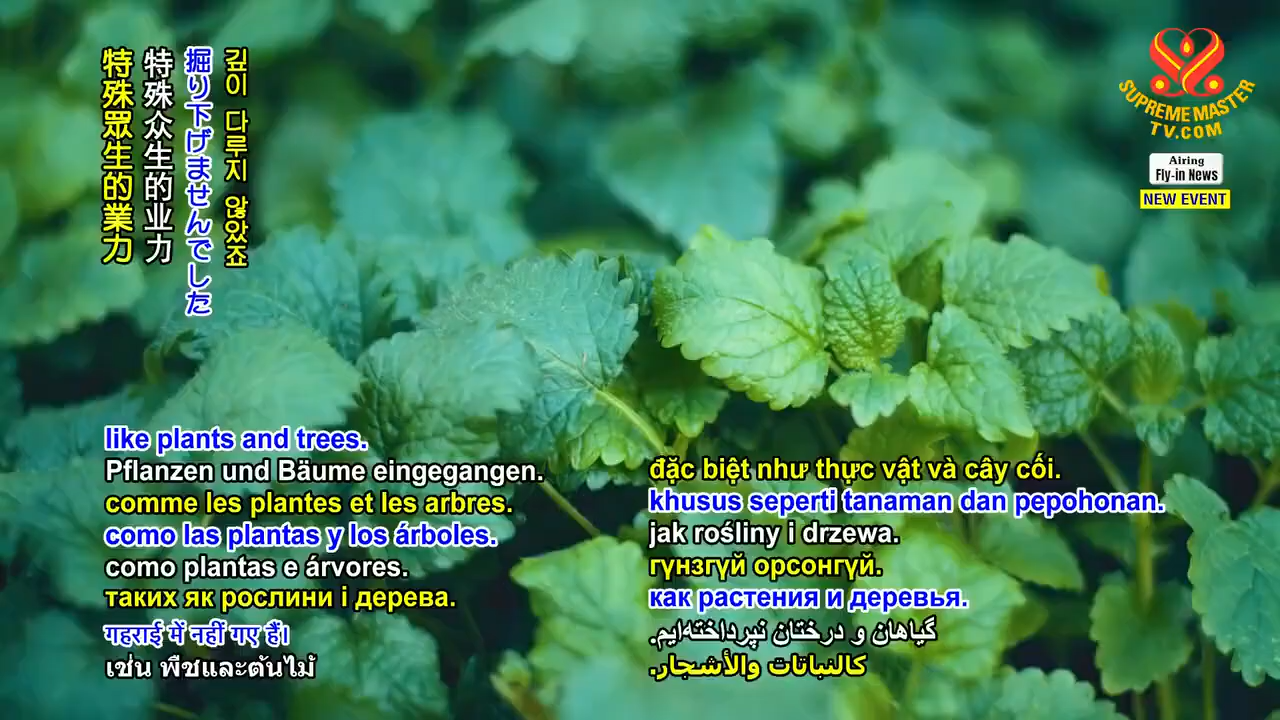 特殊眾生的業力
特殊众生的业力
掘り下げませんでした
깊이 다루지 않았죠
SUPREME MASTER
TV.COM
Airing
Fly-in News
NEW EVENT
like plants and trees.
Pflanzen und Bäume eingegangen.
comme les plantes et les arbres.
como las plantas y los árboles.
como plantas e árvores.
таких як рослини і дерева.
गहराई में नहीं गए हैं।
เช่น พืชและต้นไม้
đặc biệt như thực vật và cây cối.
khusus seperti tanaman dan pepohonan.
jak rośliny i drzewa.
гүнзгүй орсонгүй.
как растения и деревья.
گیاهان و درختان نپرداخته‌ایم.
كالنباتات والأشجار.